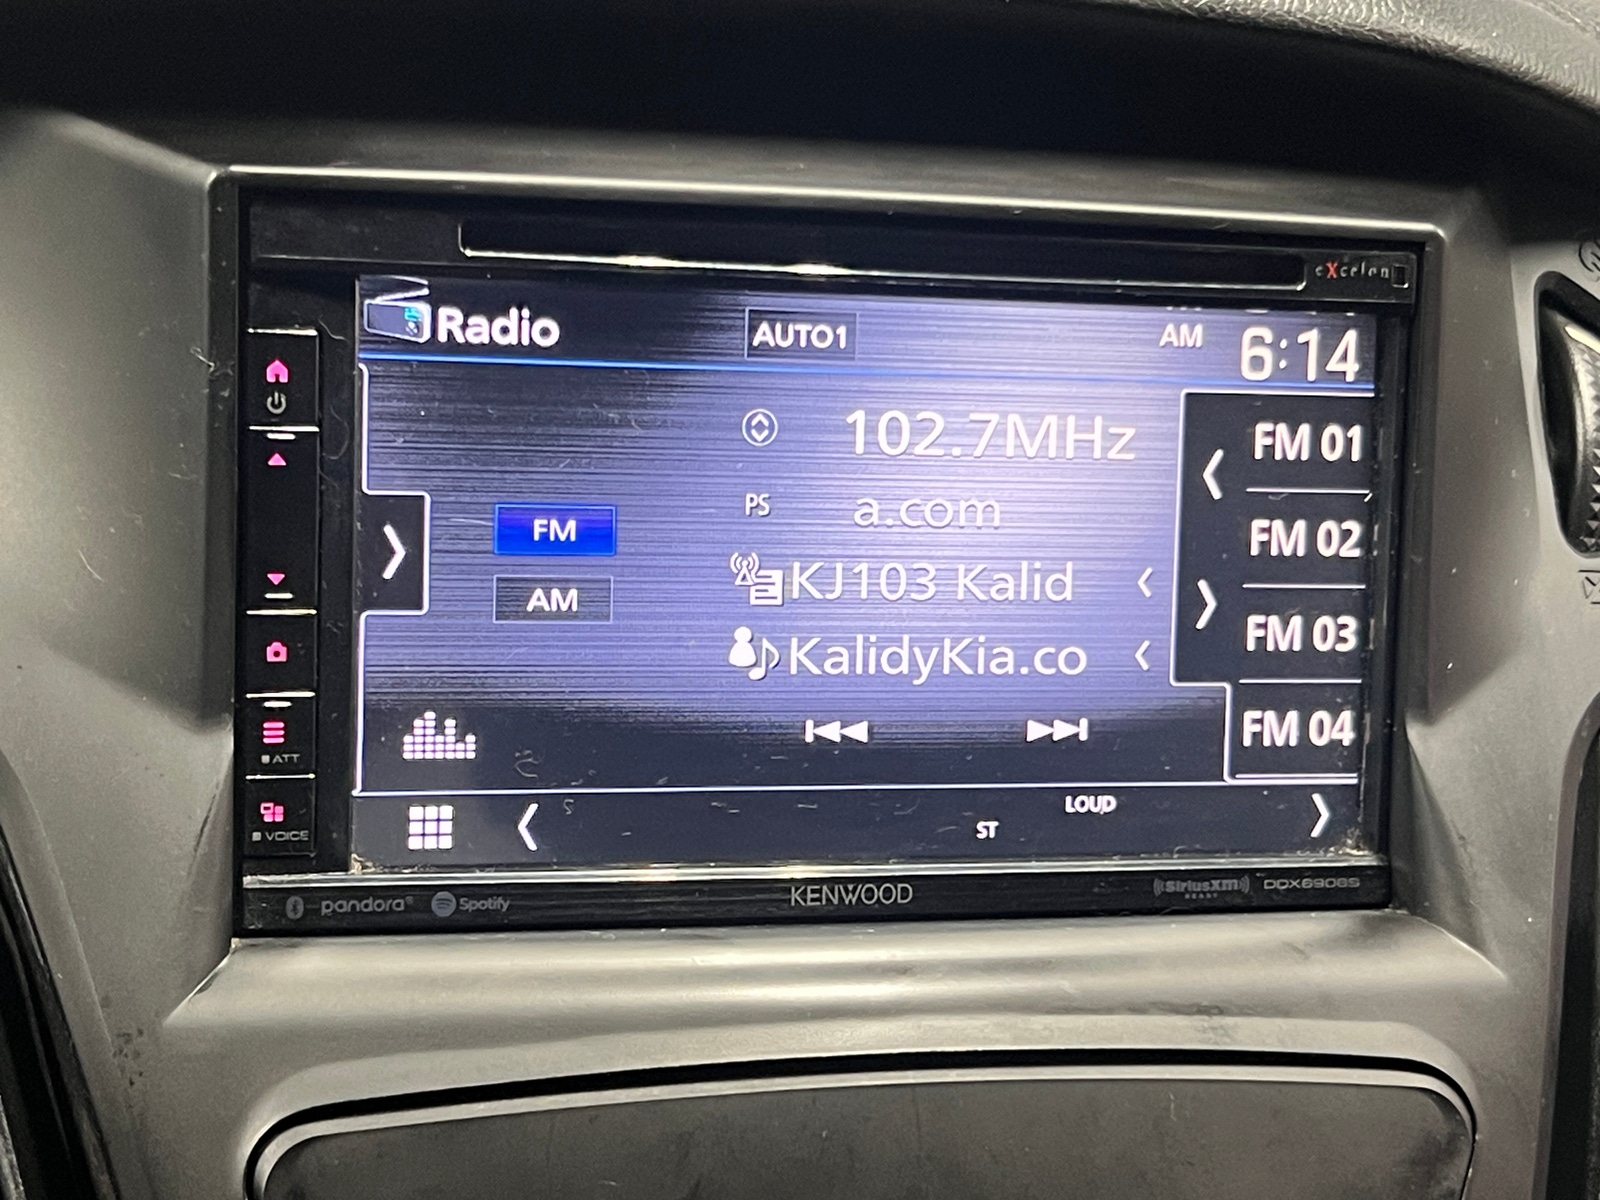 eXcelon
Radio
AUTO1
AM
6:14
102.7MHz
PS
a.com
KJ103 Kalid
KalidyKia.co
FM
AM
FM 01
FM 02
FM 03
FM 04
ATT
VOICE
LOUD
ST
pandora
Spotify
KENWOOD
SiriusXM
READY
DDX6906S